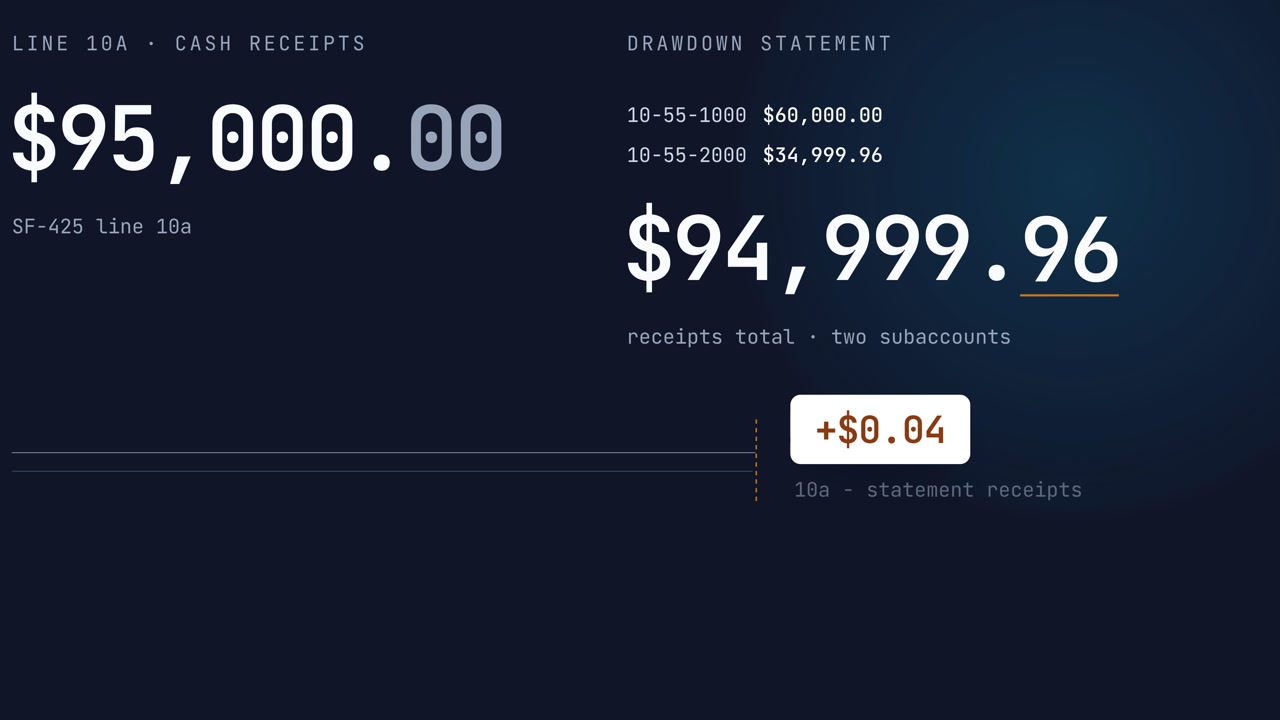 LINE 10A · CASH RECEIPTS
$95,000.00
SF-425 line 10a
DRAWDOWN STATEMENT
10-55-1000 $60,000.00
10-55-2000 $34,999.96
$94,999.96
receipts total · two subaccounts
+$0.04
10a - statement receipts